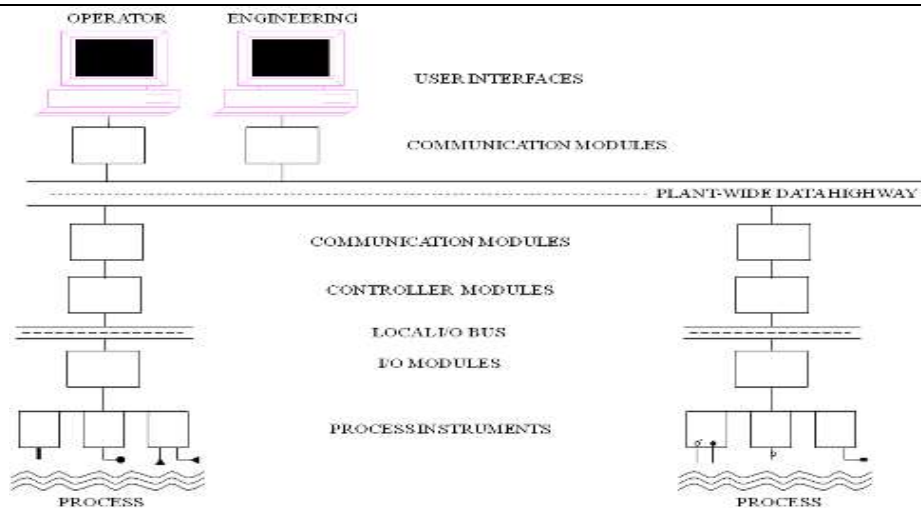 OPERATOR ENGINEERING
USER INTERFACES
COMMUNICATION MODULES
PLANT-WIDE DATA HIGHWAY
COMMUNICATION MODULES
CONTROLLER MODULES
LOCAL I/O BUS
I/O MODULES
PROCESS INSTRUMENTS
PROCESS PROCESS